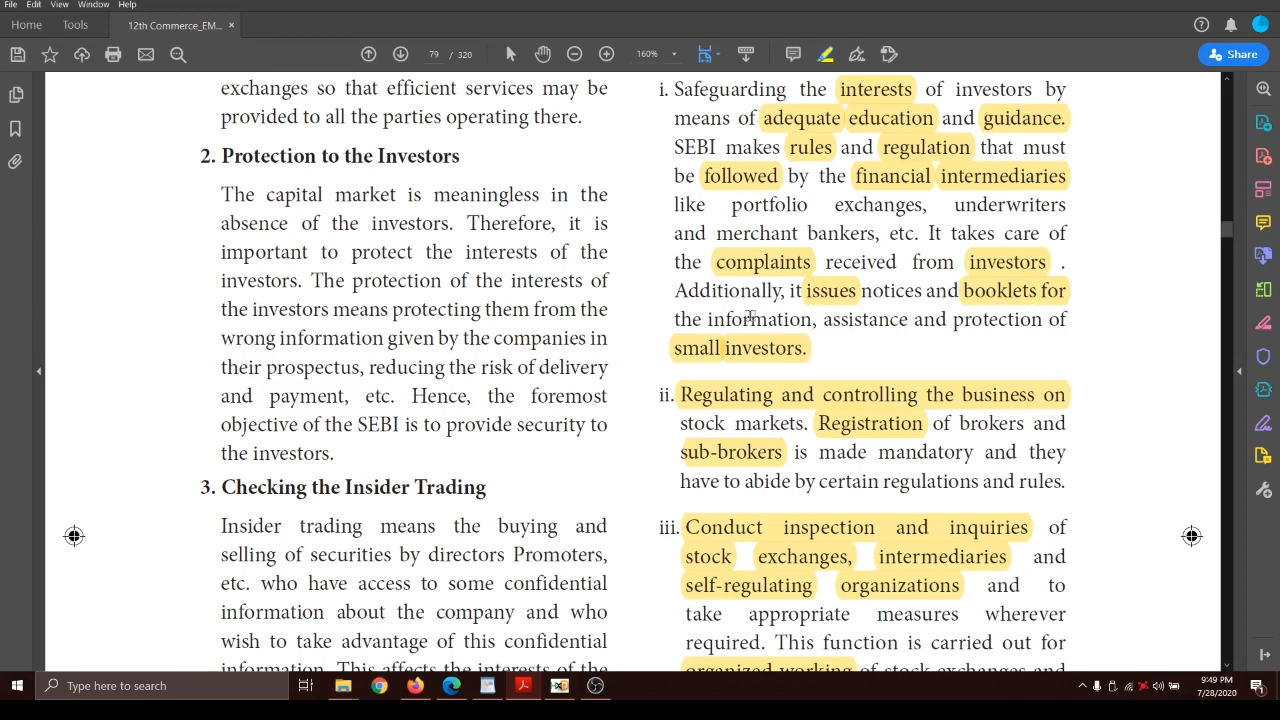 File Edit View Window Help
Home Tools 12th Commerce_EM... ×
79 / 320 160% Share
exchanges so that efficient services may be
provided to all the parties operating there.
2. Protection to the Investors
The capital market is meaningless in the
absence of the investors. Therefore, it is
important to protect the interests of the
investors. The protection of the interests of
the investors means protecting them from the
wrong information given by the companies in
their prospectus, reducing the risk of delivery
and payment, etc. Hence, the foremost
objective of the SEBI is to provide security to
the investors.
3. Checking the Insider Trading
Insider trading means the buying and
selling of securities by directors Promoters,
etc. who have access to some confidential
information about the company and who
wish to take advantage of this confidential
information. This affects the interests of the
i. Safeguarding the interests of investors by
means of adequate education and guidance.
SEBI makes rules and regulation that must
be followed by the financial intermediaries
like portfolio exchanges, underwriters
and merchant bankers, etc. It takes care of
the complaints received from investors .
Additionally, it issues notices and booklets for
the information, assistance and protection of
small investors.
ii. Regulating and controlling the business on
stock markets. Registration of brokers and
sub-brokers is made mandatory and they
have to abide by certain regulations and rules.
iii. Conduct inspection and inquiries of
stock exchanges, intermediaries and
self-regulating organizations and to
take appropriate measures wherever
required. This function is carried out for
organized working of stock exchanges and
Type here to search
9:49 PM
7/28/2020